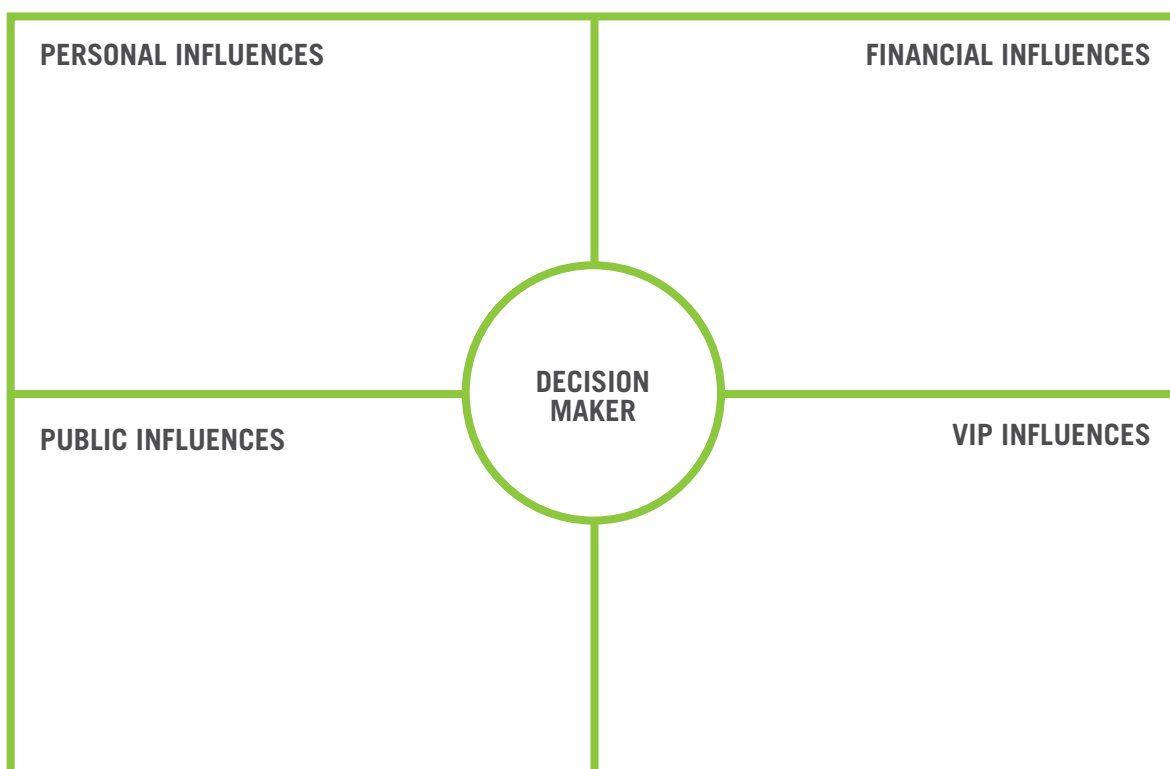 PERSONAL INFLUENCES
FINANCIAL INFLUENCES
DECISION
MAKER
PUBLIC INFLUENCES
VIP INFLUENCES